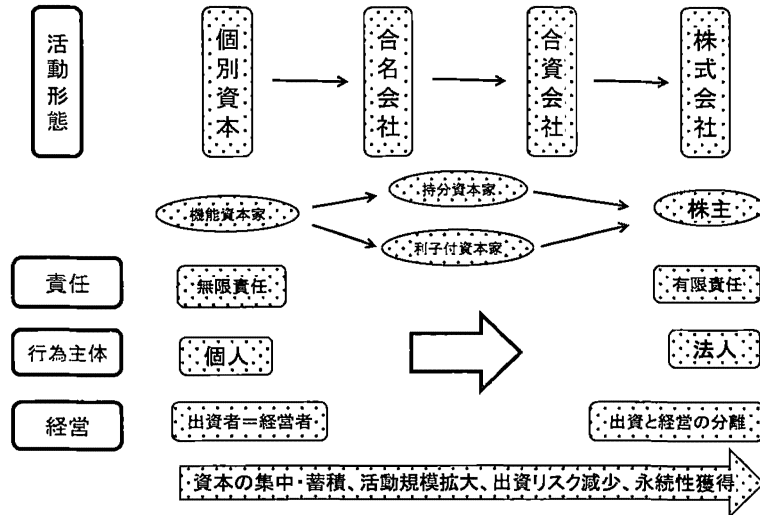 活動形態
個別資本
合名会社
合資会社
株式会社
機能資本家
持分資本家
利子付資本家
株主
責任
無限責任
有限責任
行為主体
個人
法人
経営
出資者＝経営者
出資と経営の分離
資本の集中・蓄積、活動規模拡大、出資リスク減少、永続性獲得